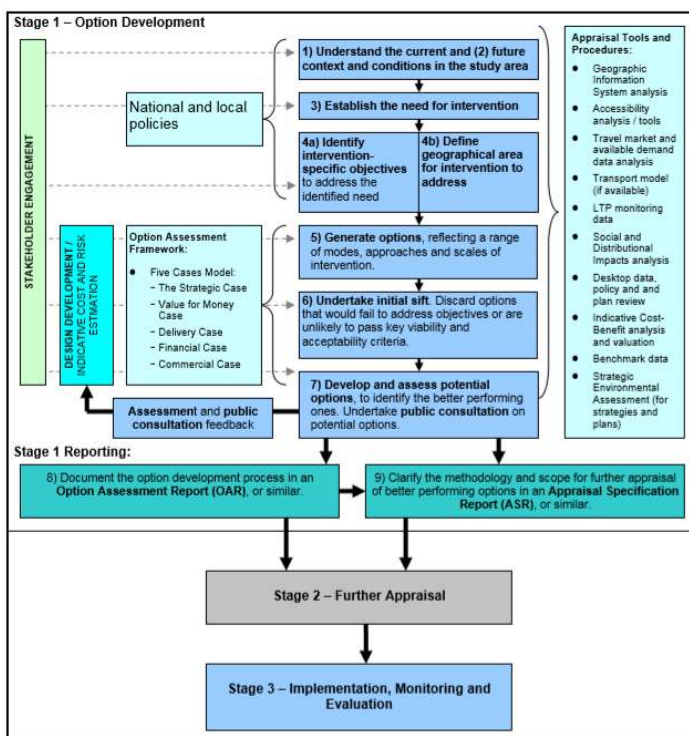 Stage 1 – Option Development
STAKEHOLDER ENGAGEMENT
National and local
policies
1) Understand the current and (2) future
context and conditions in the study area
3) Establish the need for intervention
4a) Identify
intervention-
specific objectives
to address the
identified need
4b) Define
geographical area
for intervention to
address
DESIGN DEVELOPMENT /
INDICATIVE COST AND RISK
ESTMATION
Option Assessment
Framework:
• Five Cases Model:
- The Strategic Case
- Value for Money
Case
- Delivery Case
- Financial Case
- Commercial Case
5) Generate options, reflecting a range
of modes, approaches and scales of
intervention.
6) Undertake initial sift. Discard options
that would fail to address objectives or are
unlikely to pass key viability and
acceptability criteria.
7) Develop and assess potential
options, to identify the better performing
ones. Undertake public consultation on
potential options.
Assessment and public
consultation feedback
Appraisal Tools and
Procedures:
• Geographic
Information
System analysis
• Accessibility
analysis / tools
• Travel market and
available demand
data analysis
• Transport model
(if available)
• LTP monitoring
data
• Social and
Distributional
Impacts analysis
• Desktop data,
policy and and
plan review
• Indicative Cost-
Benefit analysis
and valuation
• Benchmark data
• Strategic
Environmental
Assessment (for
strategies and
plans)
Stage 1 Reporting:
8) Document the option development process in an
Option Assessment Report (OAR), or similar.
9) Clarify the methodology and scope for further appraisal
of better performing options in an Appraisal Specification
Report (ASR), or similar.
Stage 2 – Further Appraisal
Stage 3 – Implementation, Monitoring and
Evaluation